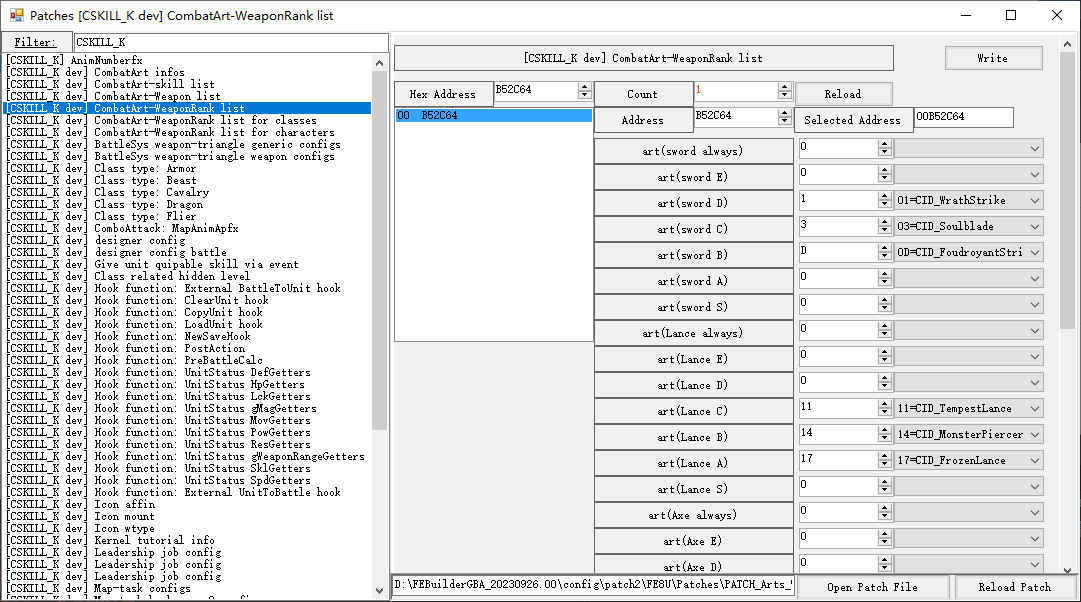 Patches [CSKILL_K dev] CombatArt-WeaponRank list
Filter:
CSKILL_K
[CSKILL_K] AnimNumberfx
[CSKILL_K dev] CombatArt infos
[CSKILL_K dev] CombatArt-skill list
[CSKILL_K dev] CombatArt-Weapon list
[CSKILL_K dev] CombatArt-WeaponRank list
[CSKILL_K dev] CombatArt-WeaponRank list for classes
[CSKILL_K dev] CombatArt-WeaponRank list for characters
[CSKILL_K dev] BattleSys weapon-triangle generic configs
[CSKILL_K dev] BattleSys weapon-triangle weapon configs
[CSKILL_K dev] Class type: Armor
[CSKILL_K dev] Class type: Beast
[CSKILL_K dev] Class type: Cavalry
[CSKILL_K dev] Class type: Dragon
[CSKILL_K dev] Class type: Flier
[CSKILL_K dev] ComboAttack: MapAnimApfx
[CSKILL_K dev] designer config
[CSKILL_K dev] designer config battle
[CSKILL_K dev] Give unit quipable skill via event
[CSKILL_K dev] Class related hidden level
[CSKILL_K dev] Hook function: External BattleToUnit hook
[CSKILL_K dev] Hook function: ClearUnit hook
[CSKILL_K dev] Hook function: CopyUnit hook
[CSKILL_K dev] Hook function: LoadUnit hook
[CSKILL_K dev] Hook function: NewSaveHook
[CSKILL_K dev] Hook function: PostAction
[CSKILL_K dev] Hook function: PreBattleCalc
[CSKILL_K dev] Hook function: UnitStatus DefGetters
[CSKILL_K dev] Hook function: UnitStatus HpGetters
[CSKILL_K dev] Hook function: UnitStatus LckGetters
[CSKILL_K dev] Hook function: UnitStatus gMagGetters
[CSKILL_K dev] Hook function: UnitStatus MovGetters
[CSKILL_K dev] Hook function: UnitStatus PowGetters
[CSKILL_K dev] Hook function: UnitStatus ResGetters
[CSKILL_K dev] Hook function: UnitStatus gWeaponRangeGetters
[CSKILL_K dev] Hook function: UnitStatus SklGetters
[CSKILL_K dev] Hook function: UnitStatus SpdGetters
[CSKILL_K dev] Hook function: External UnitToBattle hook
[CSKILL_K dev] Icon affin
[CSKILL_K dev] Icon mount
[CSKILL_K dev] Icon wtype
[CSKILL_K dev] Kernel tutorial info
[CSKILL_K dev] Leadership job config
[CSKILL_K dev] Leadership job config
[CSKILL_K dev] Leadership job config
[CSKILL_K dev] Map-task configs
[CSKILL_K dev] CombatArt-WeaponRank list
Write
Hex Address
B52C64
Count
1
Reload
00 B52C64
Address
B52C64
Selected Address
00B52C64
art(sword always)
0
art(sword E)
0
art(sword D)
1
01=CID_WrathStrike
art(sword C)
3
03=CID_Soulblade
art(sword B)
D
0D=CID_FoudroyantStri
art(sword A)
0
art(sword S)
0
art(Lance always)
0
art(Lance E)
0
art(Lance D)
0
art(Lance C)
11
11=CID_TempestLance
art(Lance B)
14
14=CID_MonsterPiercer
art(Lance A)
17
17=CID_FrozenLance
art(Lance S)
0
art(Axe always)
0
art(Axe E)
0
art(Axe D)
0
D:\FEBuilderGBA_20230926.00\config\patch2\FE8U\Patches\PATCH_Arts_
Open Patch File
Reload Patch